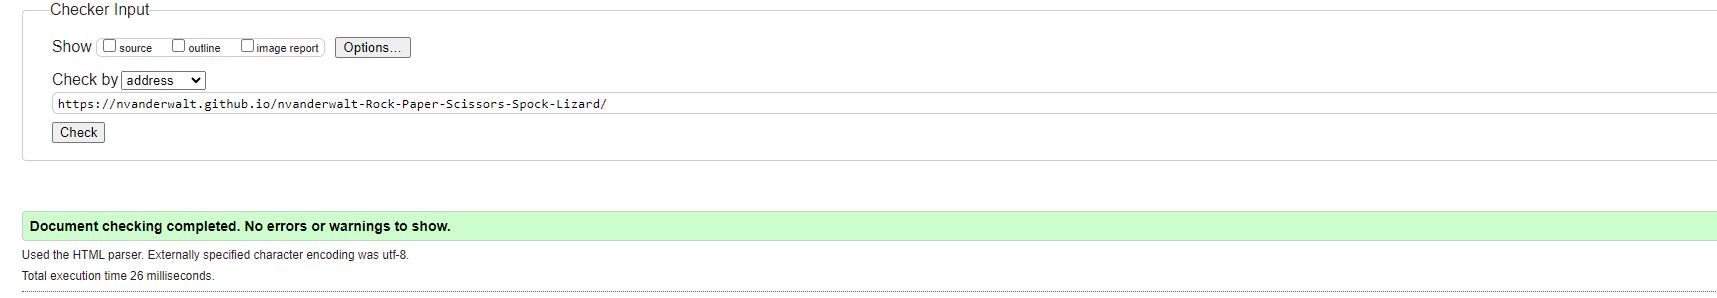 Checker Input
Show source outline image report Options...
Check by address
https://nvanderwalt.github.io/nvanderwalt-Rock-Paper-Scissors-Spock-Lizard/
Check
Document checking completed. No errors or warnings to show.
Used the HTML parser. Externally specified character encoding was utf-8.
Total execution time 26 milliseconds.